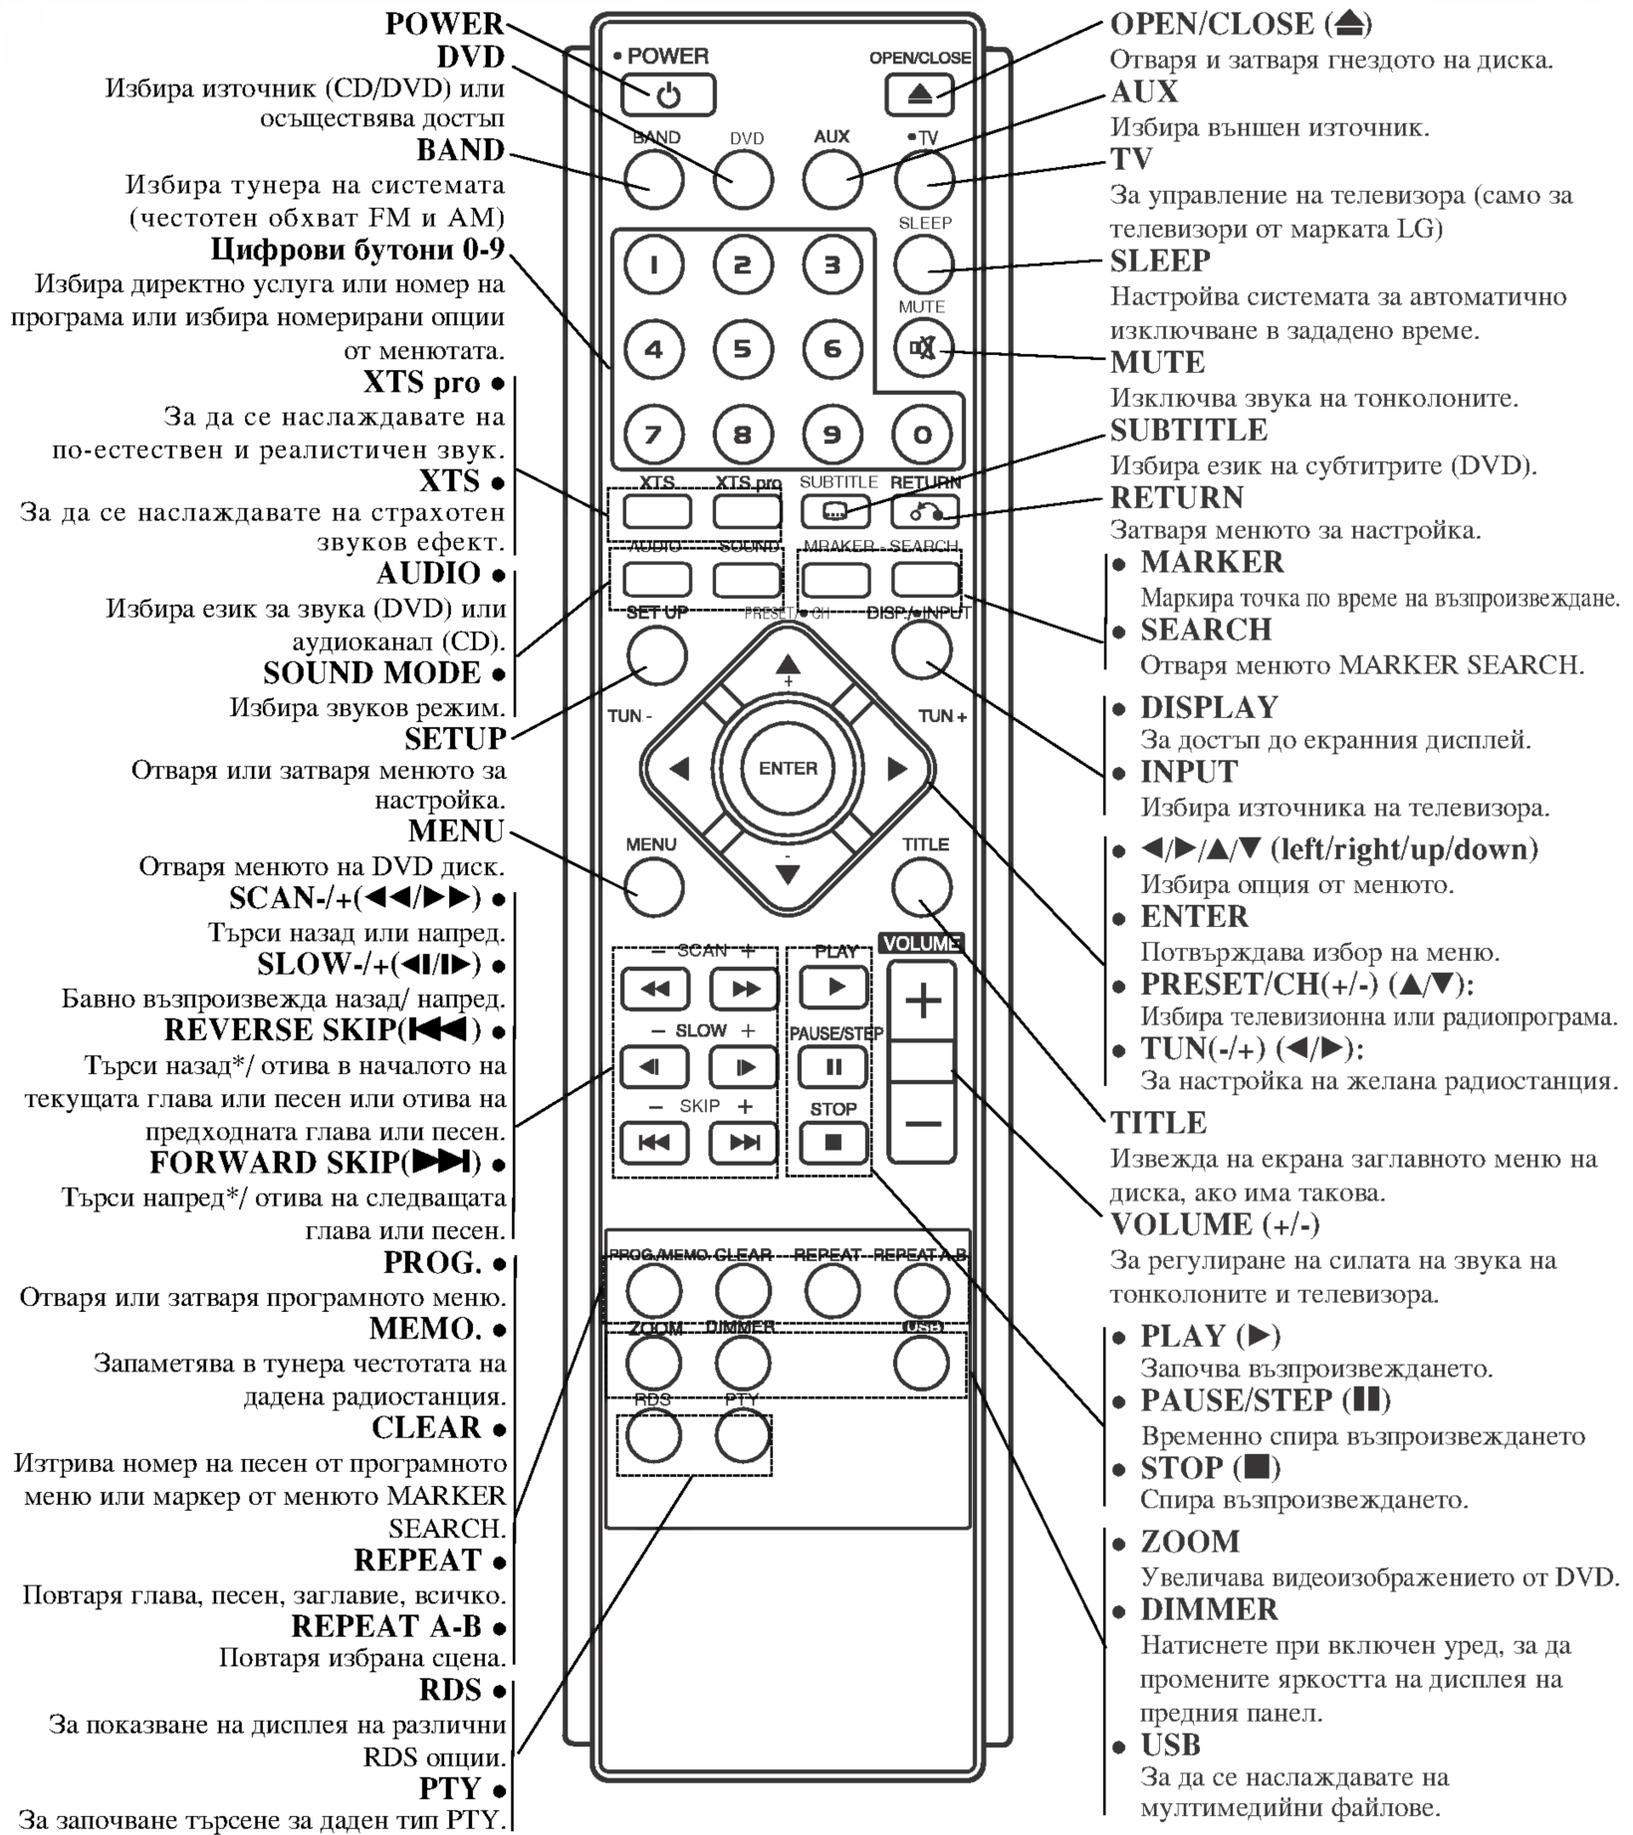 POWER
DVD
Избира източник (CD/DVD) или
осъществява достъп
BAND
Избира тунера на системата
(честотен обхват FM и AM)
Цифрови бутони 0-9
Избира директно услуга или номер на
програма или избира номерирани опции
от менютата.
XTS pro ●
За да се наслаждавате на
по-естествен и реалистичен звук.
XTS ●
За да се наслаждавате на страхотен
звуков ефект.
AUDIO ●
Избира език за звука (DVD) или
аудиоканал (CD).
SOUND MODE ●
Избира звуков режим.
SETUP
Отваря или затваря менюто за
настройка.
MENU
Отваря менюто на DVD диск.
SCAN-/+(◀◀/▶▶) ●
Търси назад или напред.
SLOW-/+(◀I/I▶) ●
Бавно възпроизвежда назад/ напред.
REVERSE SKIP(I◀◀) ●
Търси назад*/ отива в началото на
текущата глава или песен или отива на
предходната глава или песен.
FORWARD SKIP(▶▶I) ●
Търси напред*/ отива на следващата
глава или песен.
PROG. ●
Отваря или затваря програмното меню.
MEMO. ●
Запаметява в тунера честотата на
дадена радиостанция.
CLEAR ●
Изтрива номер на песен от програмното
меню или маркер от менюто MARKER
SEARCH.
REPEAT ●
Повтаря глава, песен, заглавие, всичко.
REPEAT A-B ●
Повтаря избрана сцена.
RDS ●
За показване на дисплея на различни
RDS опции.
PTY ●
За започване търсене за даден тип PTY.
• POWER OPEN/CLOSE
BAND DVD AUX •TV
SLEEP
1 2 3
MUTE
4 5 6
7 8 9 0
XTS XTS pro SUBTITLE RETURN
AUDIO SOUND MRAKER - SEARCH
SET UP PRESET/• CH DISP./•INPUT
▲
+
TUN - TUN +
◀ ENTER ▶
MENU - TITLE
▼
VOLUME
– SCAN + PLAY
◀◀ ▶▶ ▶ +
– SLOW + PAUSE/STEP
◀I I▶ II
– SKIP + STOP
I◀◀ ▶▶I ■ –
PROG./MEMO. CLEAR REPEAT REPEAT A-B
ZOOM DIMMER USB
RDS PTY
OPEN/CLOSE (⏏)
Отваря и затваря гнездото на диска.
AUX
Избира външен източник.
TV
За управление на телевизора (само за
телевизори от марката LG)
SLEEP
Настройва системата за автоматично
изключване в зададено време.
MUTE
Изключва звука на тонколоните.
SUBTITLE
Избира език на субтитрите (DVD).
RETURN
Затваря менюто за настройка.
● MARKER
Маркира точка по време на възпроизвеждане.
● SEARCH
Отваря менюто MARKER SEARCH.
● DISPLAY
За достъп до екранния дисплей.
● INPUT
Избира източника на телевизора.
● ◀/▶/▲/▼ (left/right/up/down)
Избира опция от менюто.
● ENTER
Потвърждава избор на меню.
● PRESET/CH(+/-) (▲/▼):
Избира телевизионна или радиопрограма.
● TUN(-/+) (◀/▶):
За настройка на желана радиостанция.
TITLE
Извежда на екрана заглавното меню на
диска, ако има такова.
VOLUME (+/-)
За регулиране на силата на звука на
тонколоните и телевизора.
● PLAY (▶)
Започва възпроизвеждането.
● PAUSE/STEP (II)
Временно спира възпроизвеждането
● STOP (■)
Спира възпроизвеждането.
● ZOOM
Увеличава видеоизображението от DVD.
● DIMMER
Натиснете при включен уред, за да
промените яркостта на дисплея на
предния панел.
● USB
За да се наслаждавате на
мултимедийни файлове.